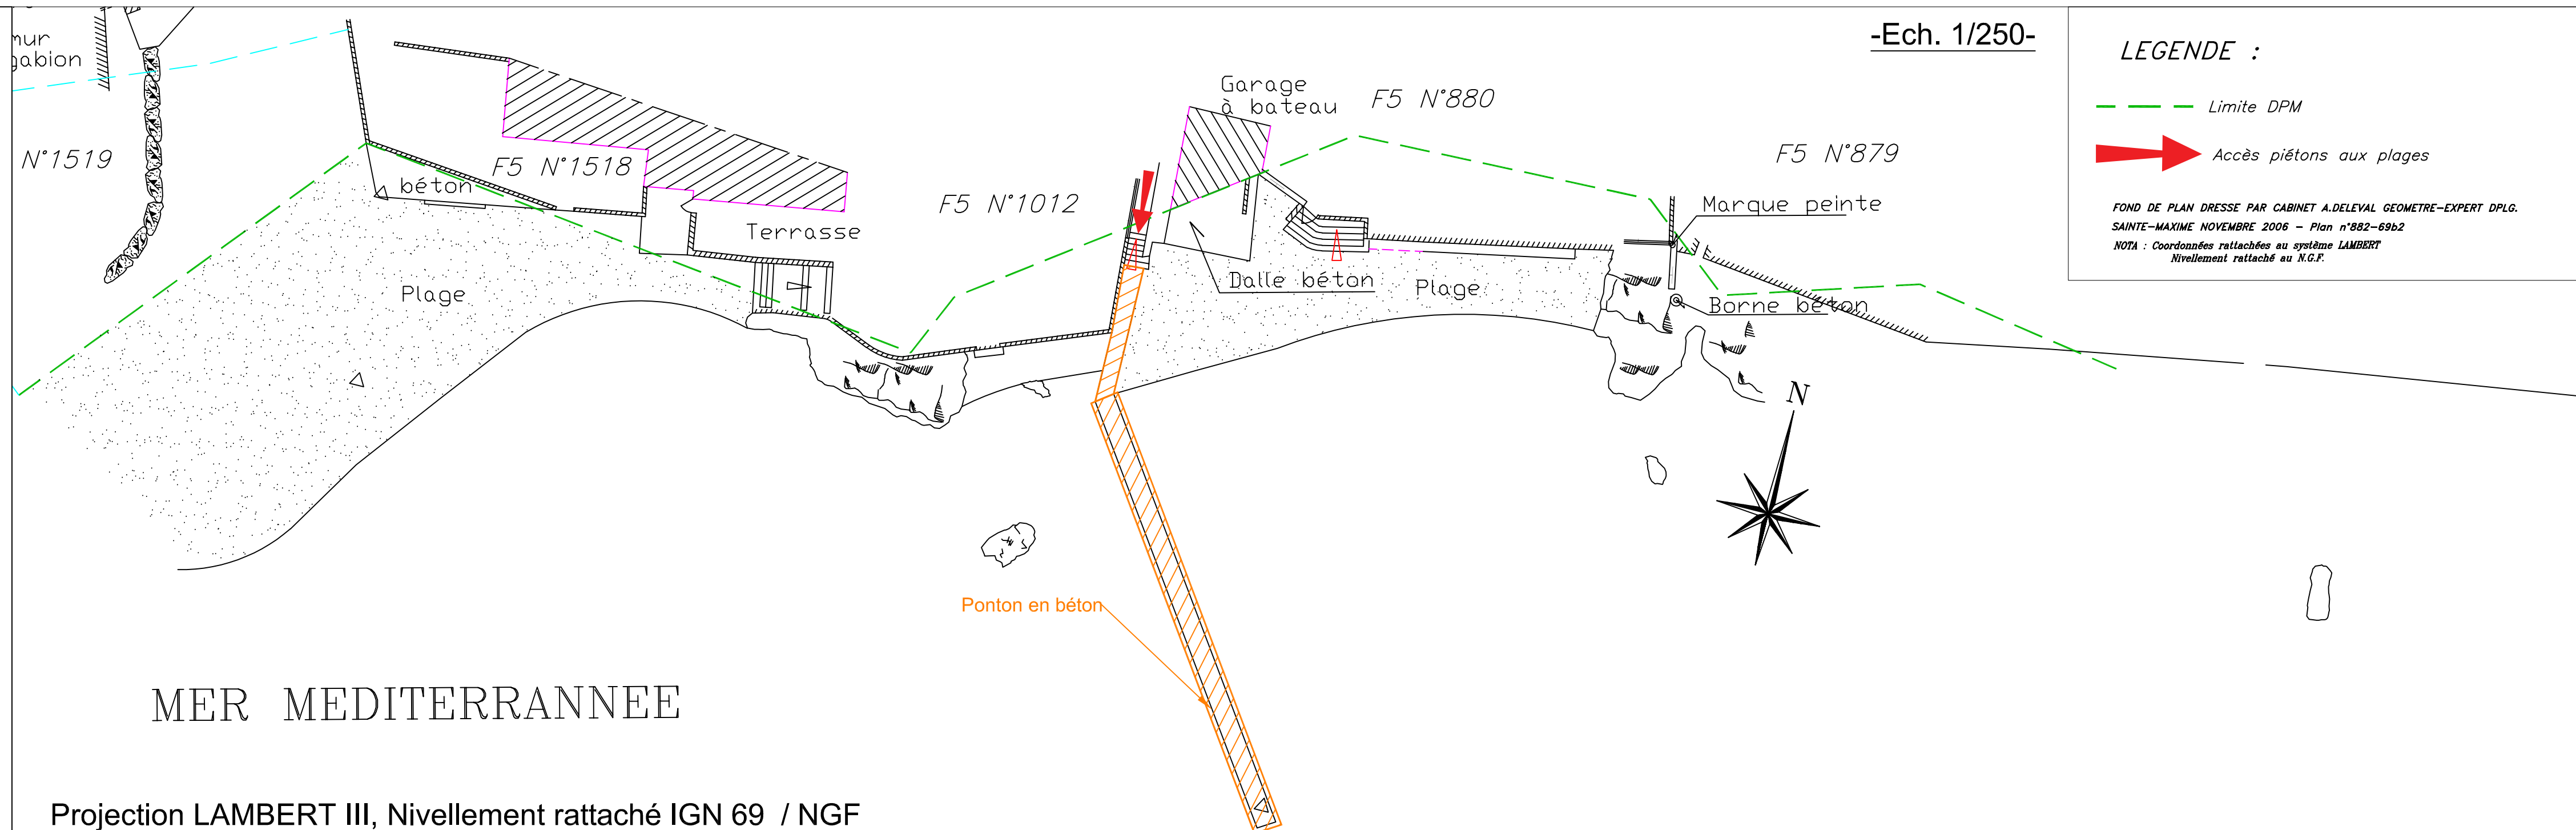 -Ech. 1/250-
LEGENDE :
Limite DPM
Accès piétons aux plages
FOND DE PLAN DRESSE PAR CABINET A.DELEVAL GEOMETRE-EXPERT DPLG.
SAINTE-MAXIME NOVEMBRE 2006 - Plan n°882-69b2
NOTA : Coordonnées rattachées au système LAMBERT
Nivellement rattaché au N.G.F.
mur
gabion
N°1519
béton
F5 N°1518
Plage
Terrasse
F5 N°1012
Garage
à bateau
F5 N°880
Dalle béton
Plage
F5 N°879
Marque peinte
Borne béton
N
Ponton en béton
MER MEDITERRANNEE
Projection LAMBERT III, Nivellement rattaché IGN 69 / NGF